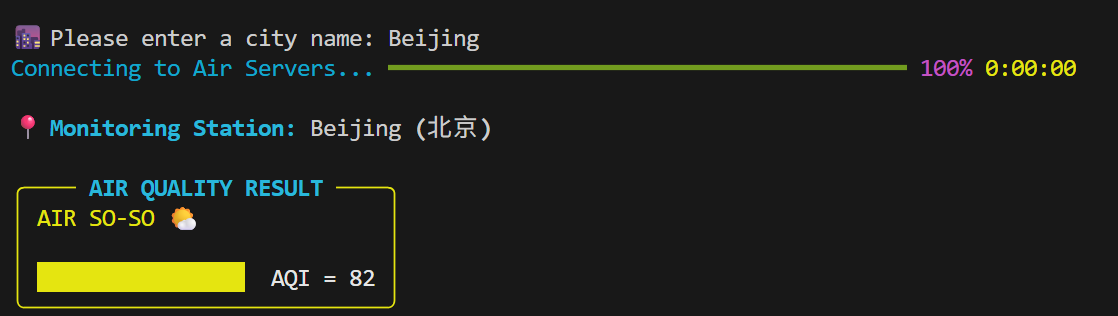 Please enter a city name: Beijing
Connecting to Air Servers... 100% 0:00:00
Monitoring Station: Beijing (北京)
AIR QUALITY RESULT
AIR SO-SO
AQI = 82